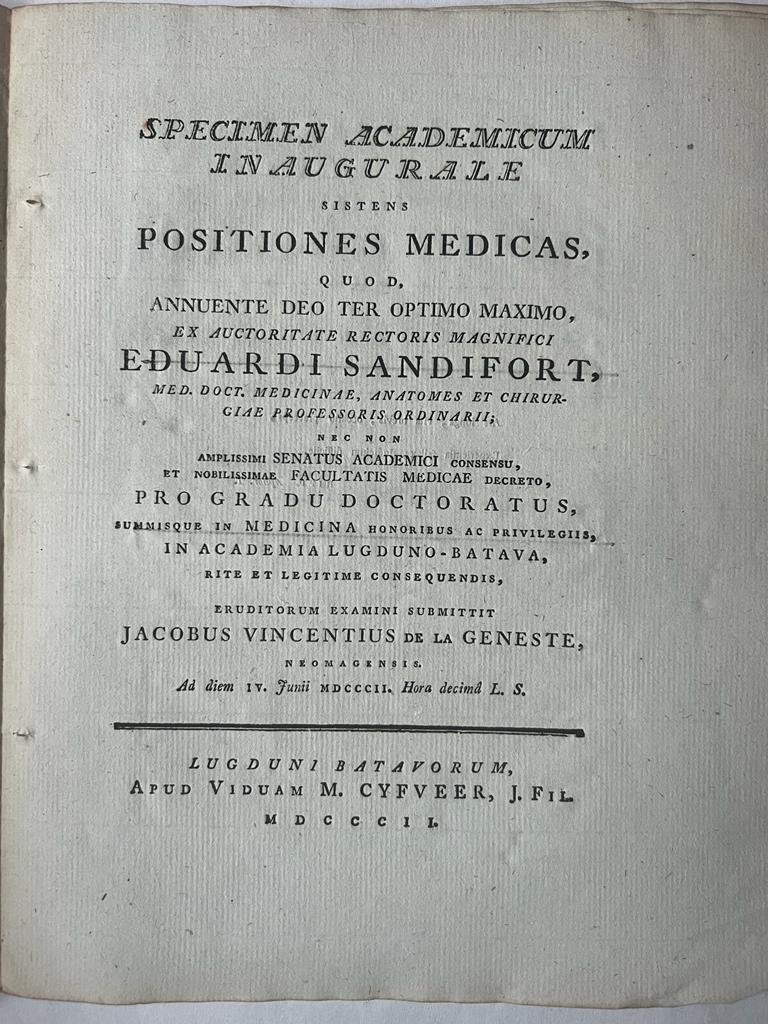 SPECIMEN ACADEMICUM
INAUGURALE
SISTENS
POSITIONES MEDICAS,
QUOD,
ANNUENTE DEO TER OPTIMO MAXIMO,
EX AUCTORITATE RECTORIS MAGNIFICI
EDUARDI SANDIFORT,
MED. DOCT. MEDICINAE, ANATOMES ET CHIRUR-
GIAE PROFESSORIS ORDINARII;
NEC NON
AMPLISSIMI SENATUS ACADEMICI CONSENSU,
ET NOBILISSIMAE FACULTATIS MEDICAE DECRETO,
PRO GRADU DOCTORATUS,
SUMMISQUE IN MEDICINA HONORIBUS AC PRIVILEGIIS,
IN ACADEMIA LUGDUNO-BATAVA,
RITE ET LEGITIME CONSEQUENDIS,
ERUDITORUM EXAMINI SUBMITTIT
JACOBUS VINCENTIUS DE LA GENESTE,
NEOMAGENSIS.
Ad diem IV. Junii MDCCCII. Hora decimâ L. S.
LUGDUNI BATAVORUM,
APUD VIDUAM M. CYFVEER, J. FIL.
MDCCCII.